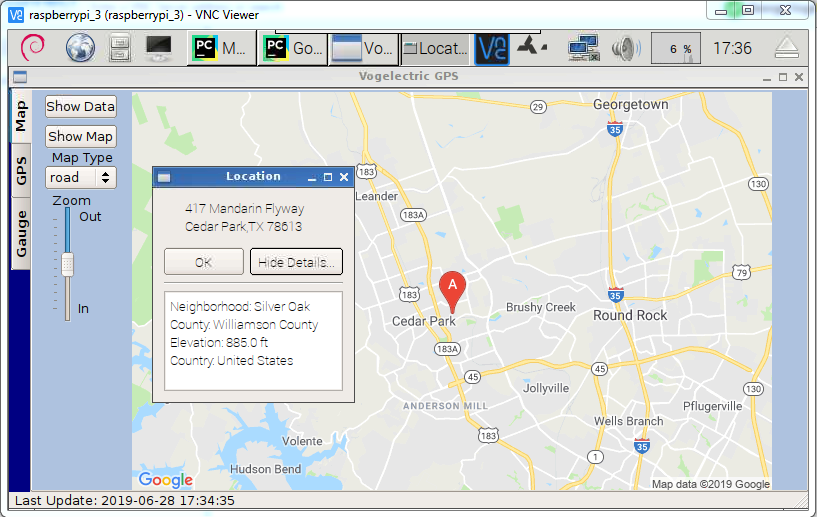 raspberrypi_3 (raspberrypi_3) - VNC Viewer
M...
Go...
Vo...
Locat...
6 %
17:36
Vogelectric GPS
Map
GPS
Gauge
Show Data
Show Map
Map Type
road
Zoom
Out
In
Location
417 Mandarin Flyway
Cedar Park,TX 78613
OK
Hide Details...
Neighborhood: Silver Oak
County: Williamson County
Elevation: 885.0 ft
Country: United States
Georgetown
29
35
183
130
Leander
183A
79
183
A
35
Brushy Creek
Cedar Park
Round Rock
183A
45
45
130
Jollyville
ANDERSON MILL
Pflugerville
Wells Branch
183
Volente
35
1
Hudson Bend
Google
Map data ©2019 Google
Last Update: 2019-06-28 17:34:35